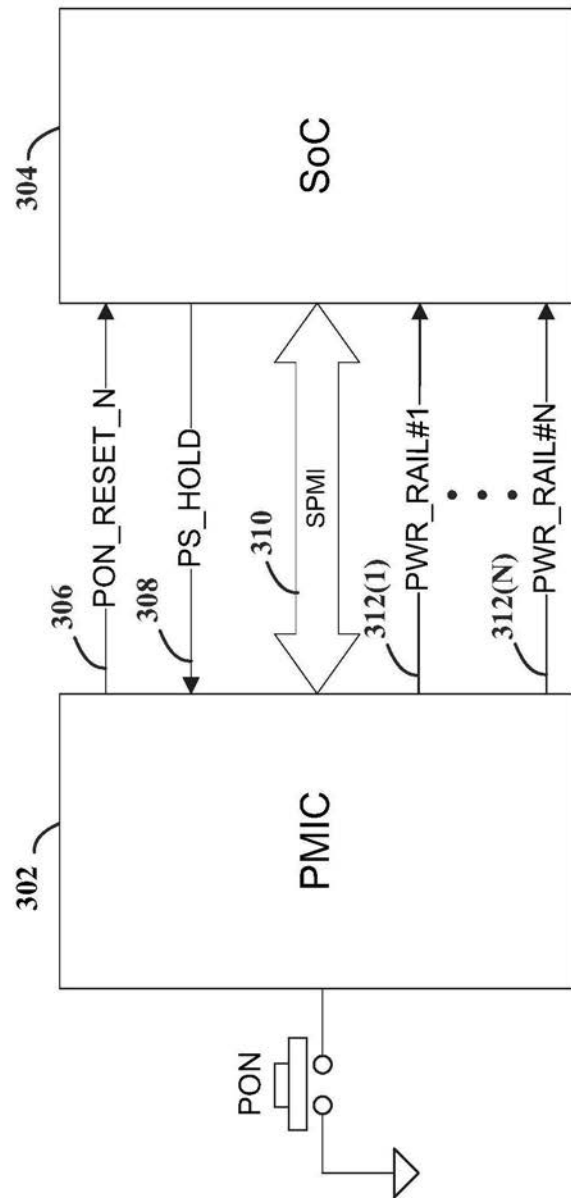 302
304
PON
PMIC
SoC
306
PON_RESET_N
308
PS_HOLD
310
SPMI
312(1)
PWR_RAIL#1
312(N)
PWR_RAIL#N